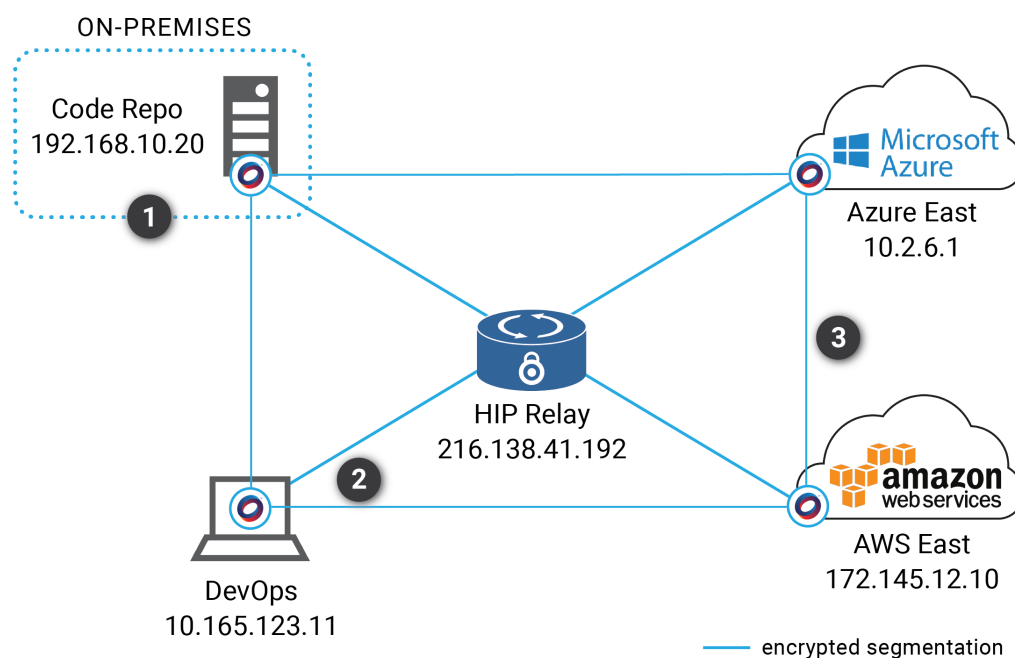 ON-PREMISES
Code Repo
192.168.10.20
1
Microsoft
Azure
Azure East
10.2.6.1
HIP Relay
216.138.41.192
3
2
amazon
web services
AWS East
172.145.12.10
DevOps
10.165.123.11
encrypted segmentation